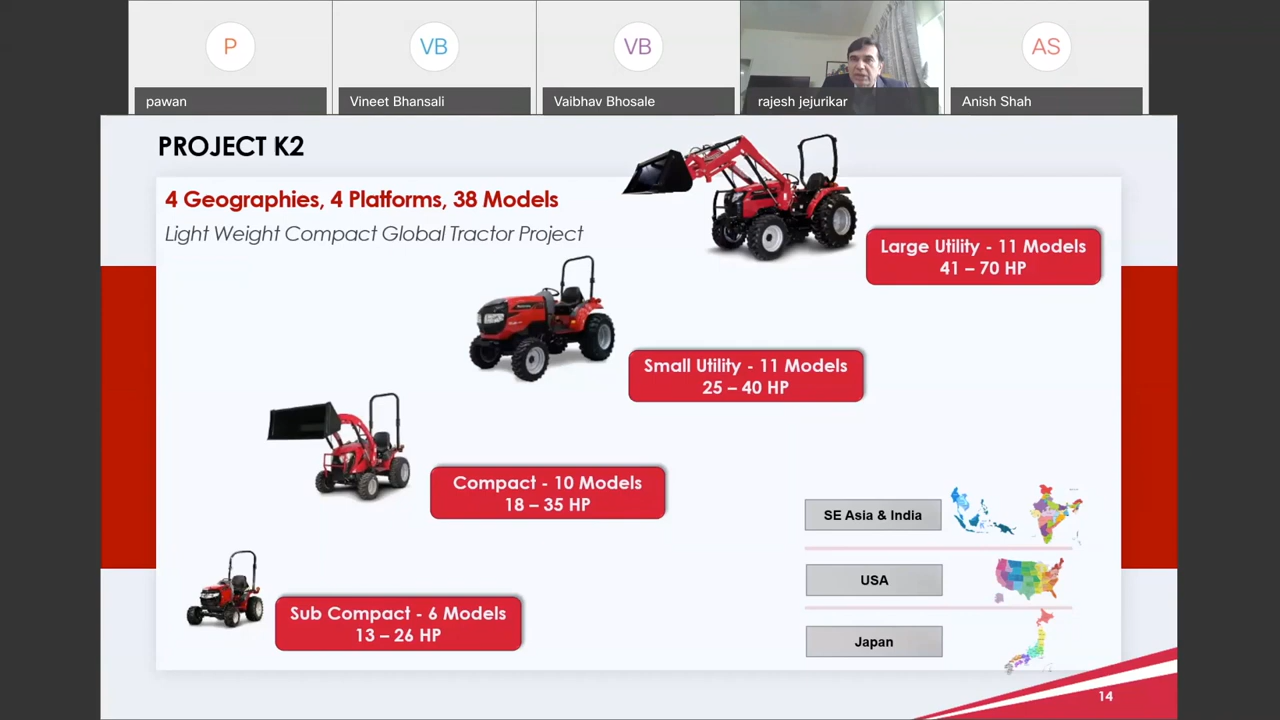 P
VB
VB
AS
pawan
Vineet Bhansali
Vaibhav Bhosale
rajesh jejurikar
Anish Shah
PROJECT K2
4 Geographies, 4 Platforms, 38 Models
Light Weight Compact Global Tractor Project
Large Utility - 11 Models
41 – 70 HP
Small Utility - 11 Models
25 – 40 HP
Compact - 10 Models
18 – 35 HP
SE Asia & India
USA
Sub Compact - 6 Models
13 – 26 HP
Japan
14